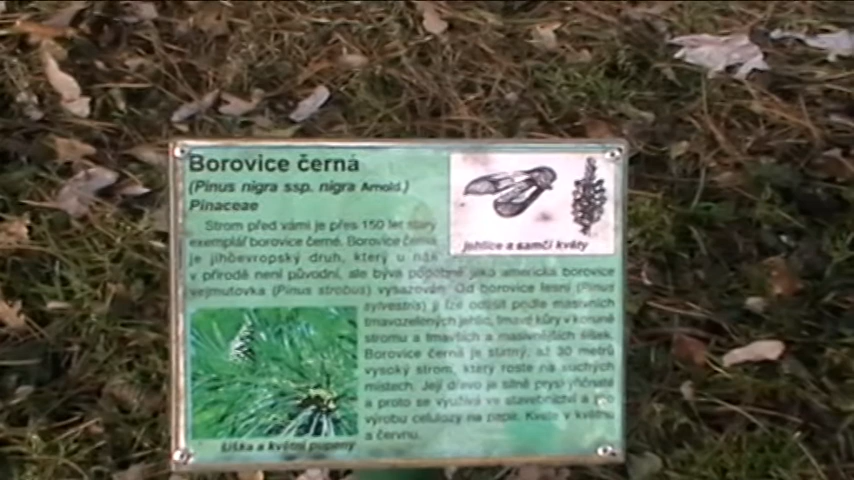 Borovice černá
(Pinus nigra ssp. nigra Arnold.)
Pinaceae
Strom před vámi je přes 150 let starý
exemplář borovice černé. Borovice černá
je jihoevropský druh, který u nás
v přírodě není původní, ale bývá podobně jako americká borovice
vejmutovka (Pinus strobus) vysazován. Od borovice lesní (Pinus
sylvestris) ji lze odlišit podle masivních
tmavozelených jehlic, tmavé kůry v koruně
stromu a tmavších a masivnějších šišek.
Borovice černá je statný, až 30 metrů
vysoký strom, který roste na suchých
místech. Její dřevo je silně pryskyřičnaté
a proto se využívá ve stavebnictví a pro
výrobu celulozy na papír. Kvete v květnu
a červnu.
jehlice a samčí květy
šiška a květní pupeny